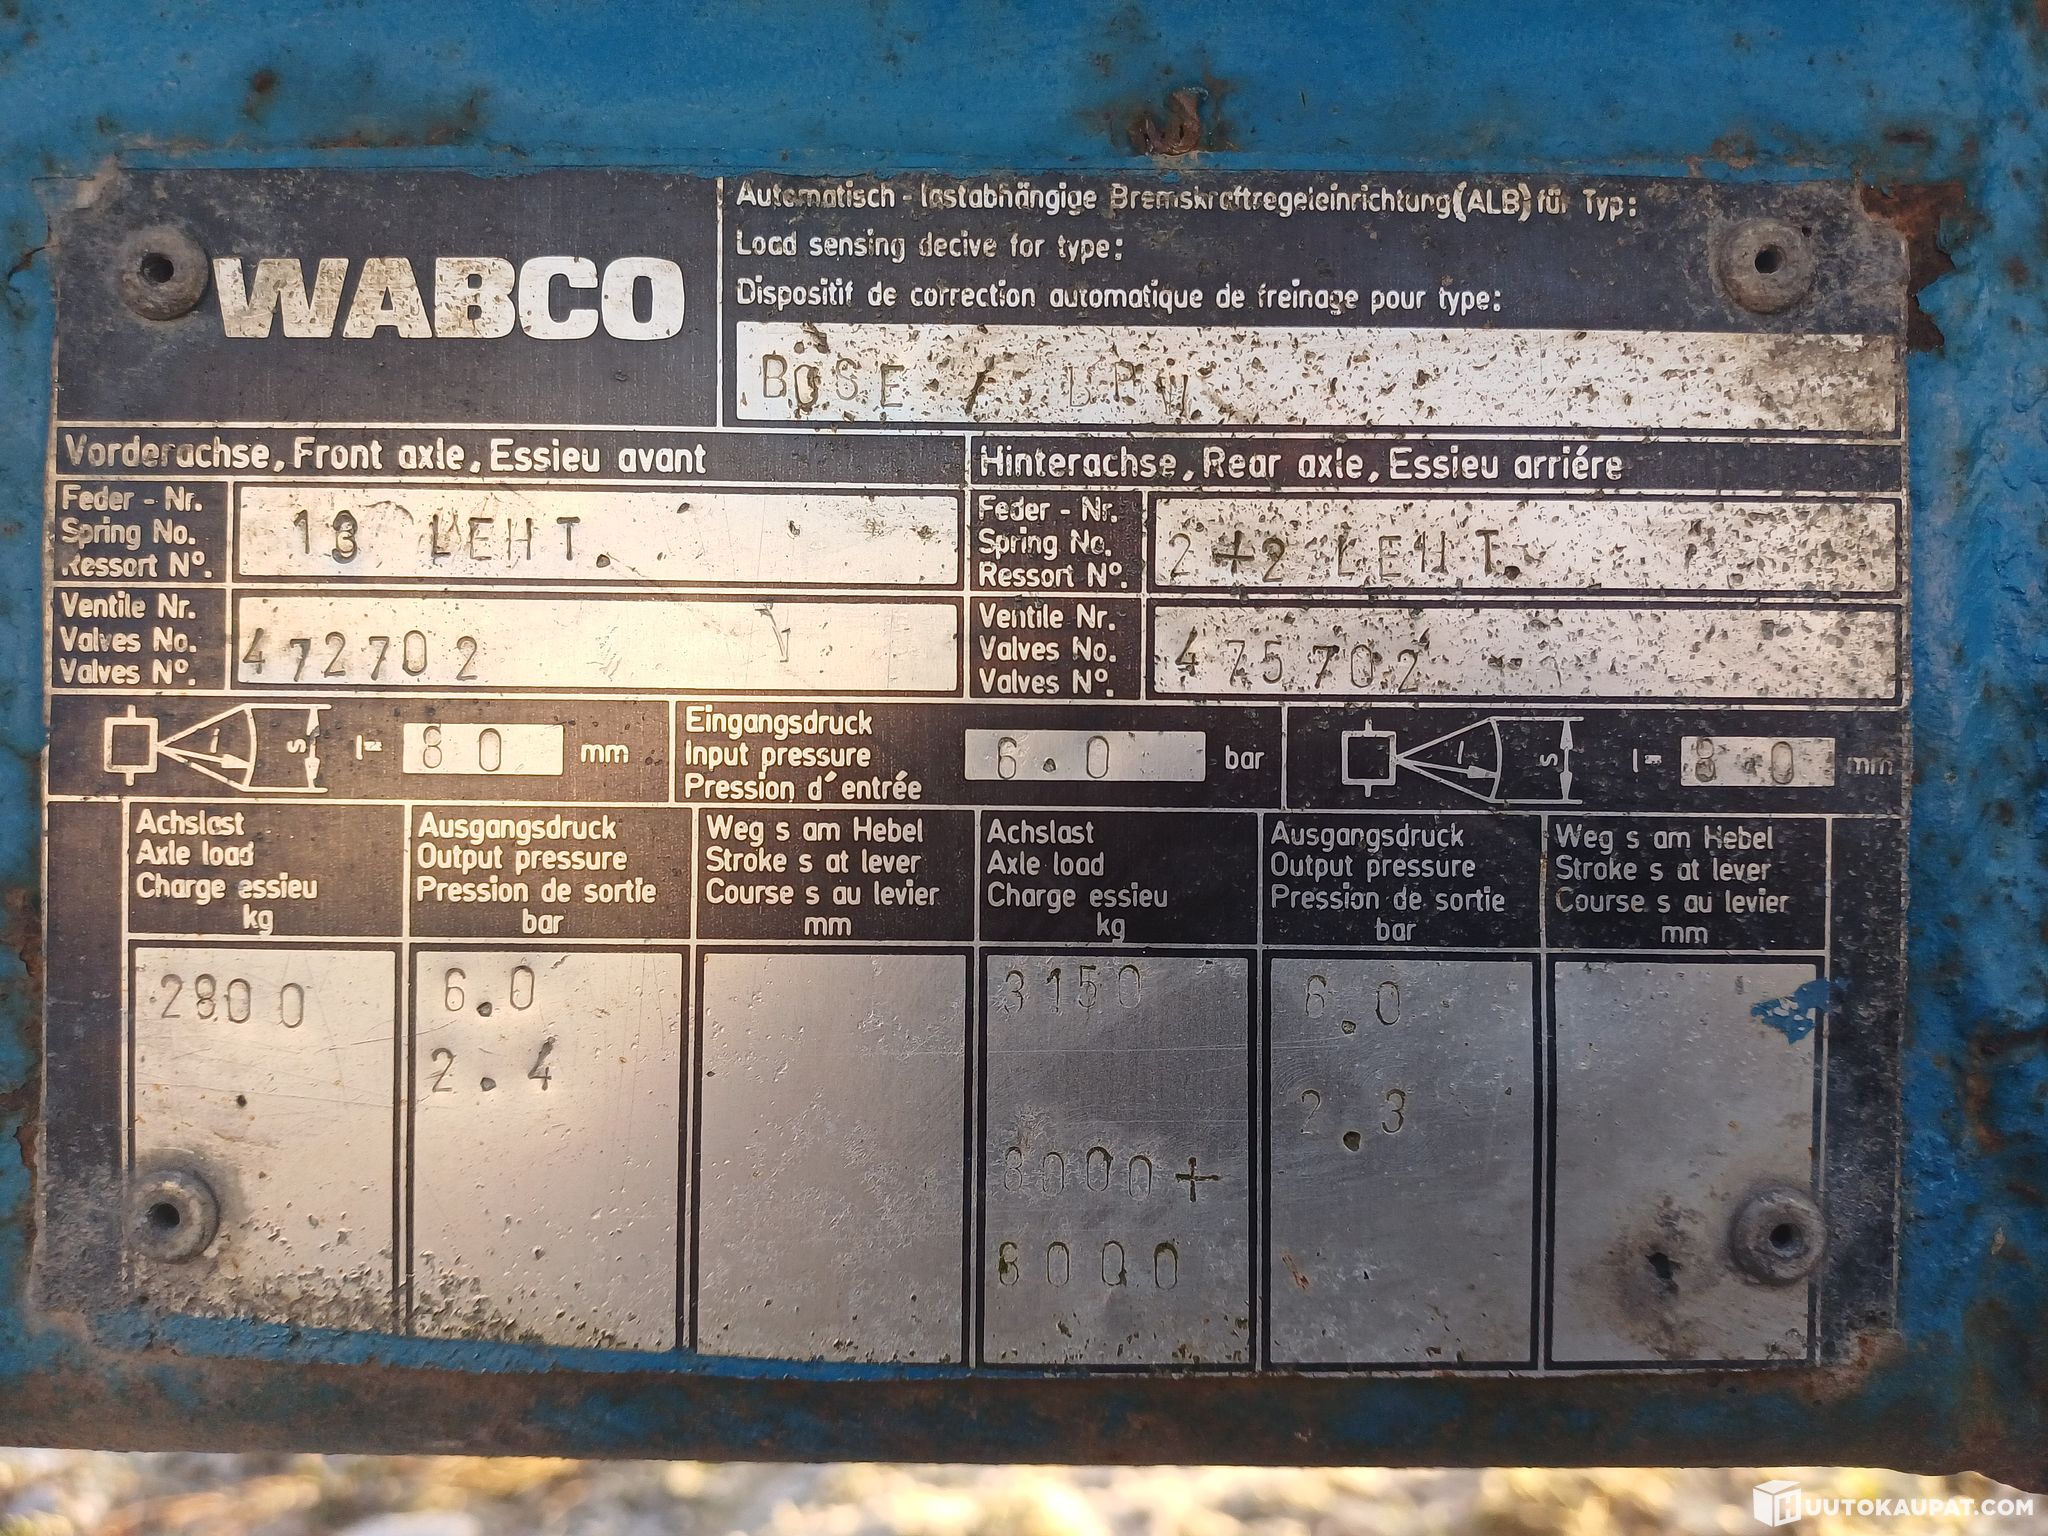 WABCO
Automatisch - lastabhängige Bremskraftregeleinrichtung(ALB) für Typ:
Load sensing decive for type:
Dispositif de correction automatique de freinage pour type:
BÖSE /
Vorderachse, Front axle, Essieu avant
Hinterachse, Rear axle, Essieu arriére
Feder - Nr.
Spring No.
Ressort N°.
13 LEHT.
Feder - Nr.
Spring No.
Ressort N°.
2+2 LEHT.
Ventile Nr.
Valves No.
Valves N°.
472702
Ventile Nr.
Valves No.
Valves N°.
475702
l
s
l= 80 mm
Eingangsdruck
Input pressure
Pression d'entrée
6.0 bar
l
s
l= 80 mm
Achslast
Axle load
Charge essieu
kg
Ausgangsdruck
Output pressure
Pression de sortie
bar
Weg s am Hebel
Stroke s at lever
Course s au levier
mm
Achslast
Axle load
Charge essieu
kg
Ausgangsdruck
Output pressure
Pression de sortie
bar
Weg s am Hebel
Stroke s at lever
Course s au levier
mm
2800
6.0
3150
6.0
2.4
2.3
8000+
8000
HUUTOKAUPAT.COM